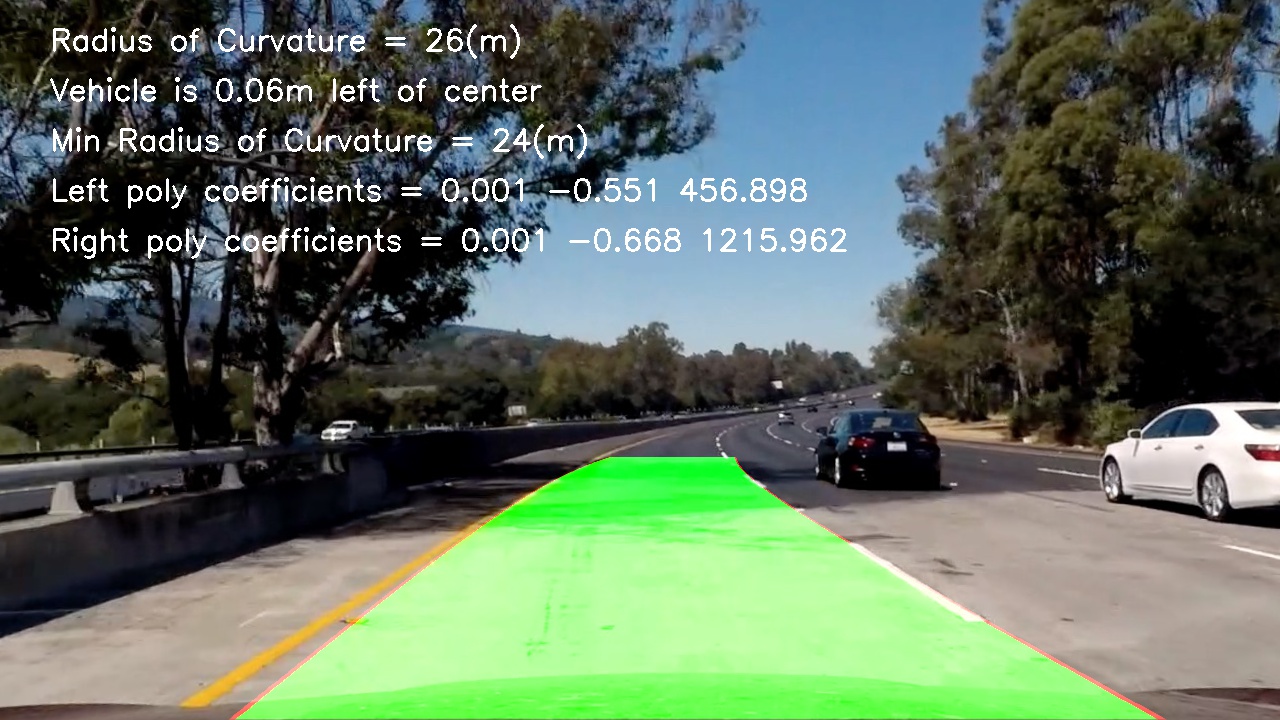 Radius of Curvature = 26(m)
Vehicle is 0.06m left of center
Min Radius of Curvature = 24(m)
Left poly coefficients = 0.001 −0.551 456.898
Right poly coefficients = 0.001 −0.668 1215.962